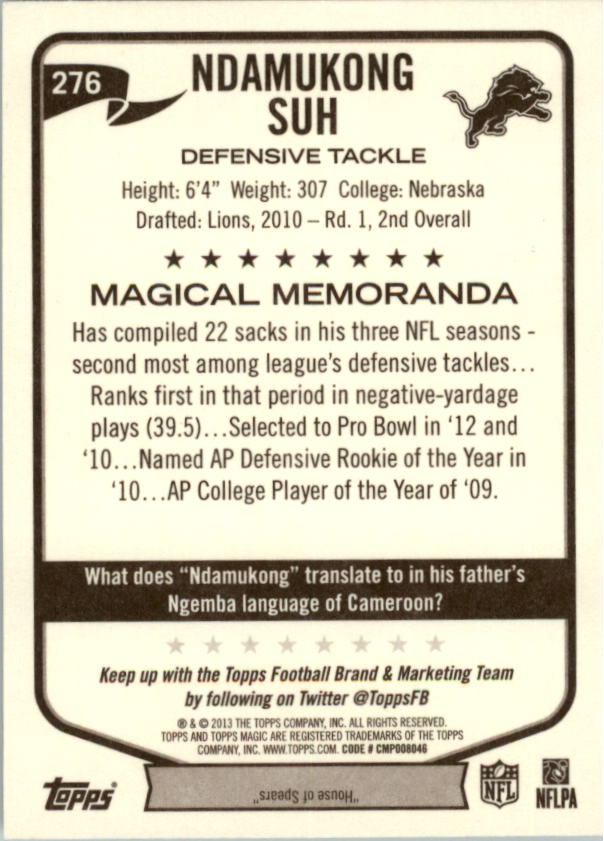 276
NDAMUKONG
SUH
DEFENSIVE TACKLE
Height: 6'4" Weight: 307 College: Nebraska
Drafted: Lions, 2010 – Rd. 1, 2nd Overall
MAGICAL MEMORANDA
Has compiled 22 sacks in his three NFL seasons -
second most among league's defensive tackles...
Ranks first in that period in negative-yardage
plays (39.5)...Selected to Pro Bowl in '12 and
'10...Named AP Defensive Rookie of the Year in
'10...AP College Player of the Year of '09.
What does "Ndamukong" translate to in his father's
Ngemba language of Cameroon?
Keep up with the Topps Football Brand & Marketing Team
by following on Twitter @ToppsFB
® & © 2013 THE TOPPS COMPANY, INC. ALL RIGHTS RESERVED.
TOPPS AND TOPPS MAGIC ARE REGISTERED TRADEMARKS OF THE TOPPS
COMPANY, INC. WWW.TOPPS.COM. CODE # CMP008046
Topps
"House of Spears"
NFL
NFLPA